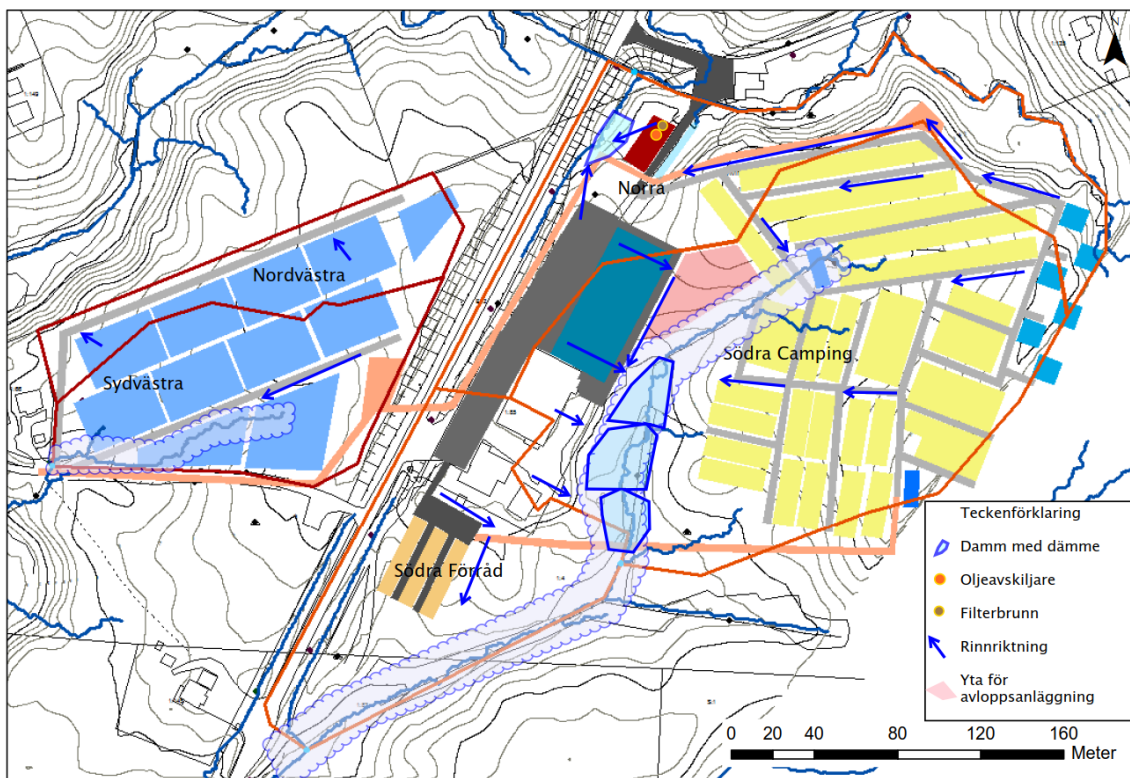 Norra
Nordvästra
Sydvästra
Södra Camping
Södra Förråd
Teckenförklaring
Damm med dämme
Oljeavskiljare
Filterbrunn
Rinnriktning
Yta för
avloppsanläggning
0 20 40 80 120 160
Meter